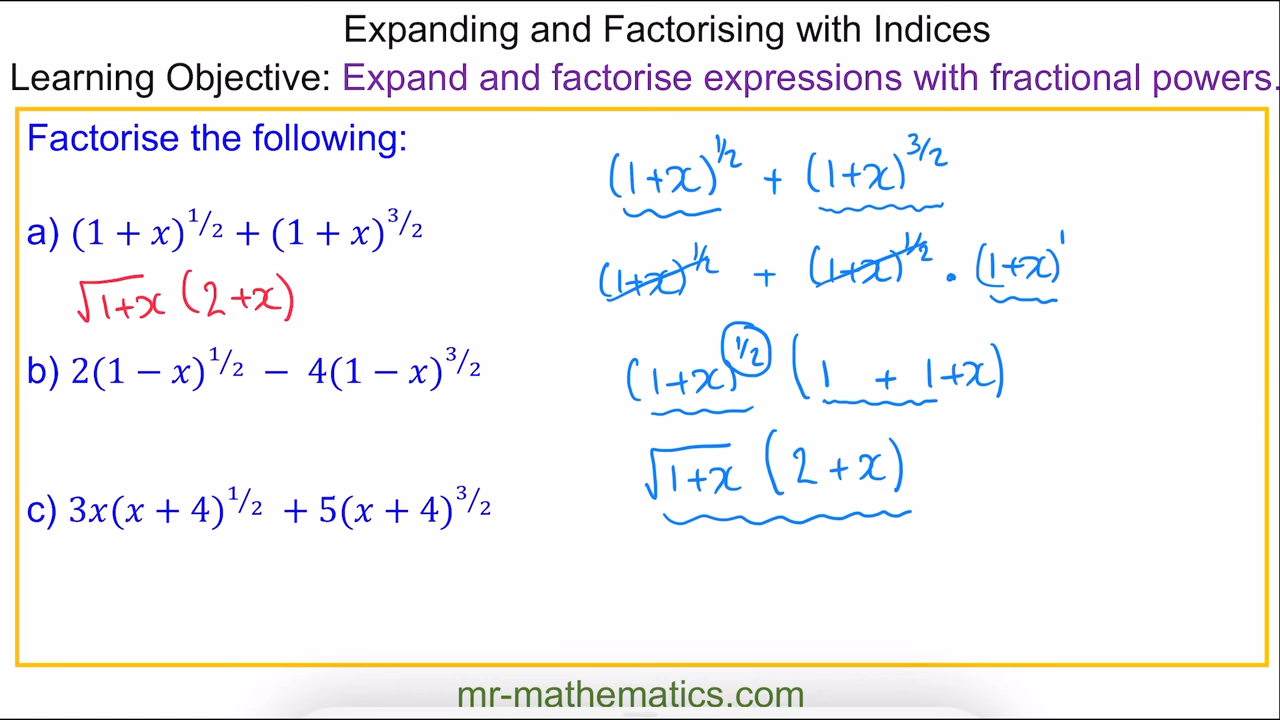 Expanding and Factorising with Indices
Learning Objective: Expand and factorise expressions with fractional powers.
Factorise the following:
a) (1 + x)^1/2 + (1 + x)^3/2
√1+x (2+x)
b) 2(1 − x)^1/2 − 4(1 − x)^3/2
c) 3x(x + 4)^1/2 + 5(x + 4)^3/2
(1+x)^1/2 + (1+x)^3/2
(1+x)^1/2 + (1+x)^1/2 · (1+x)^1
(1+x)^1/2 (1 + 1+x)
√1+x (2+x)
mr-mathematics.com